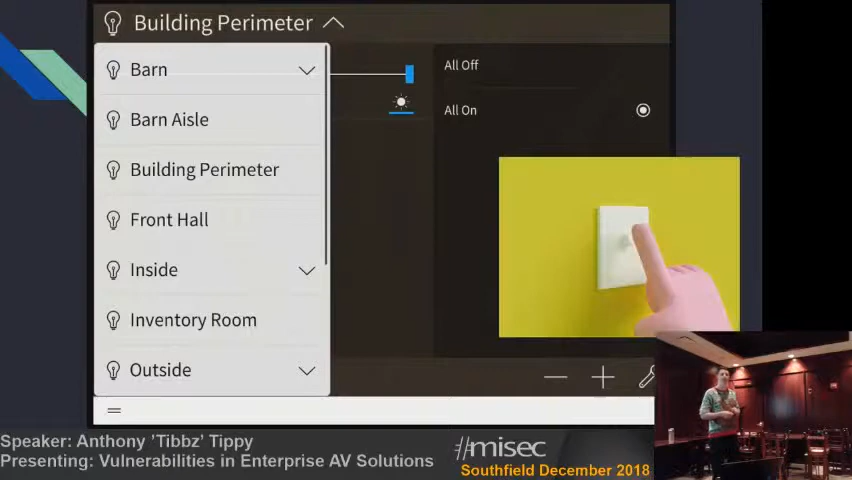 Building Perimeter
Barn
Barn Aisle
Building Perimeter
Front Hall
Inside
Inventory Room
Outside
All Off
All On
Speaker: Anthony 'Tibbz' Tippy
Presenting: Vulnerabilities in Enterprise AV Solutions
#misec
Southfield December 2018